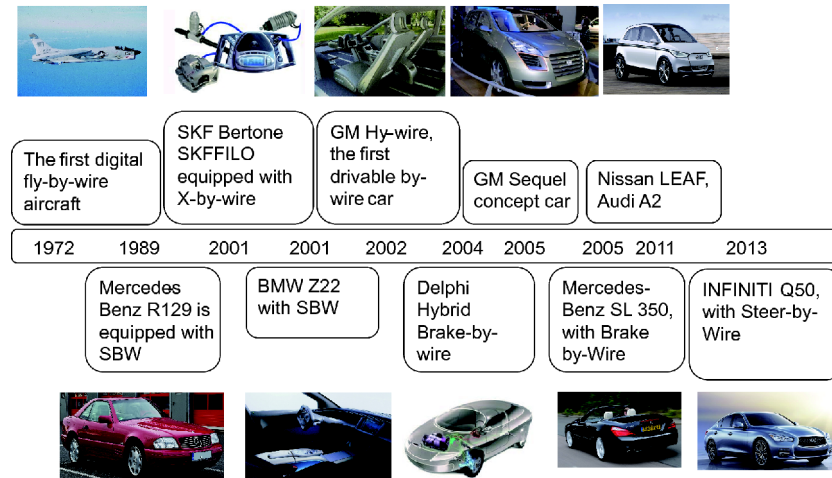 The first digital
fly-by-wire
aircraft
SKF Bertone
SKFFILO
equipped with
X-by-wire
GM Hy-wire,
the first
drivable by-
wire car
GM Sequel
concept car
Nissan LEAF,
Audi A2
1972 1989 2001 2001 2002 2004 2005 2005 2011 2013
Mercedes
Benz R129 is
equipped with
SBW
BMW Z22
with SBW
Delphi
Hybrid
Brake-by-
wire
Mercedes-
Benz SL 350,
with Brake
by-Wire
INFINITI Q50,
with Steer-by-
Wire